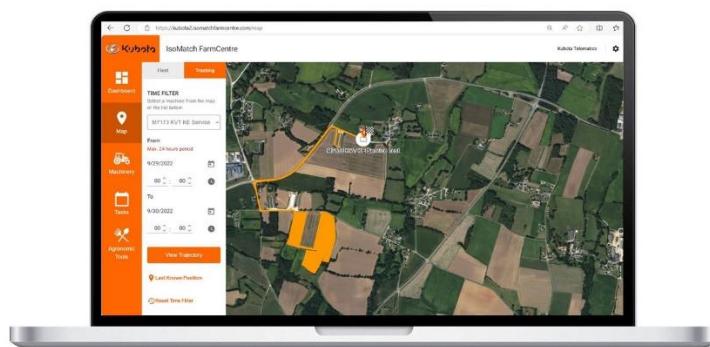 https://kubota2.isomatchfarmcentre.com/map
Kubota
IsoMatch FarmCentre
Kubota Telematics
Dashboard
Map
Machinery
Tasks
Agronomic
Tools
Fleet
Tracking
TIME FILTER
Select a machine from the map
or the list below
M7173 KVT RE Service
From
Max. 24 hours period
9/29/2022
00 : 00
To
9/30/2022
00 : 00
View Trajectory
Last Known Position
Reset Time Filter